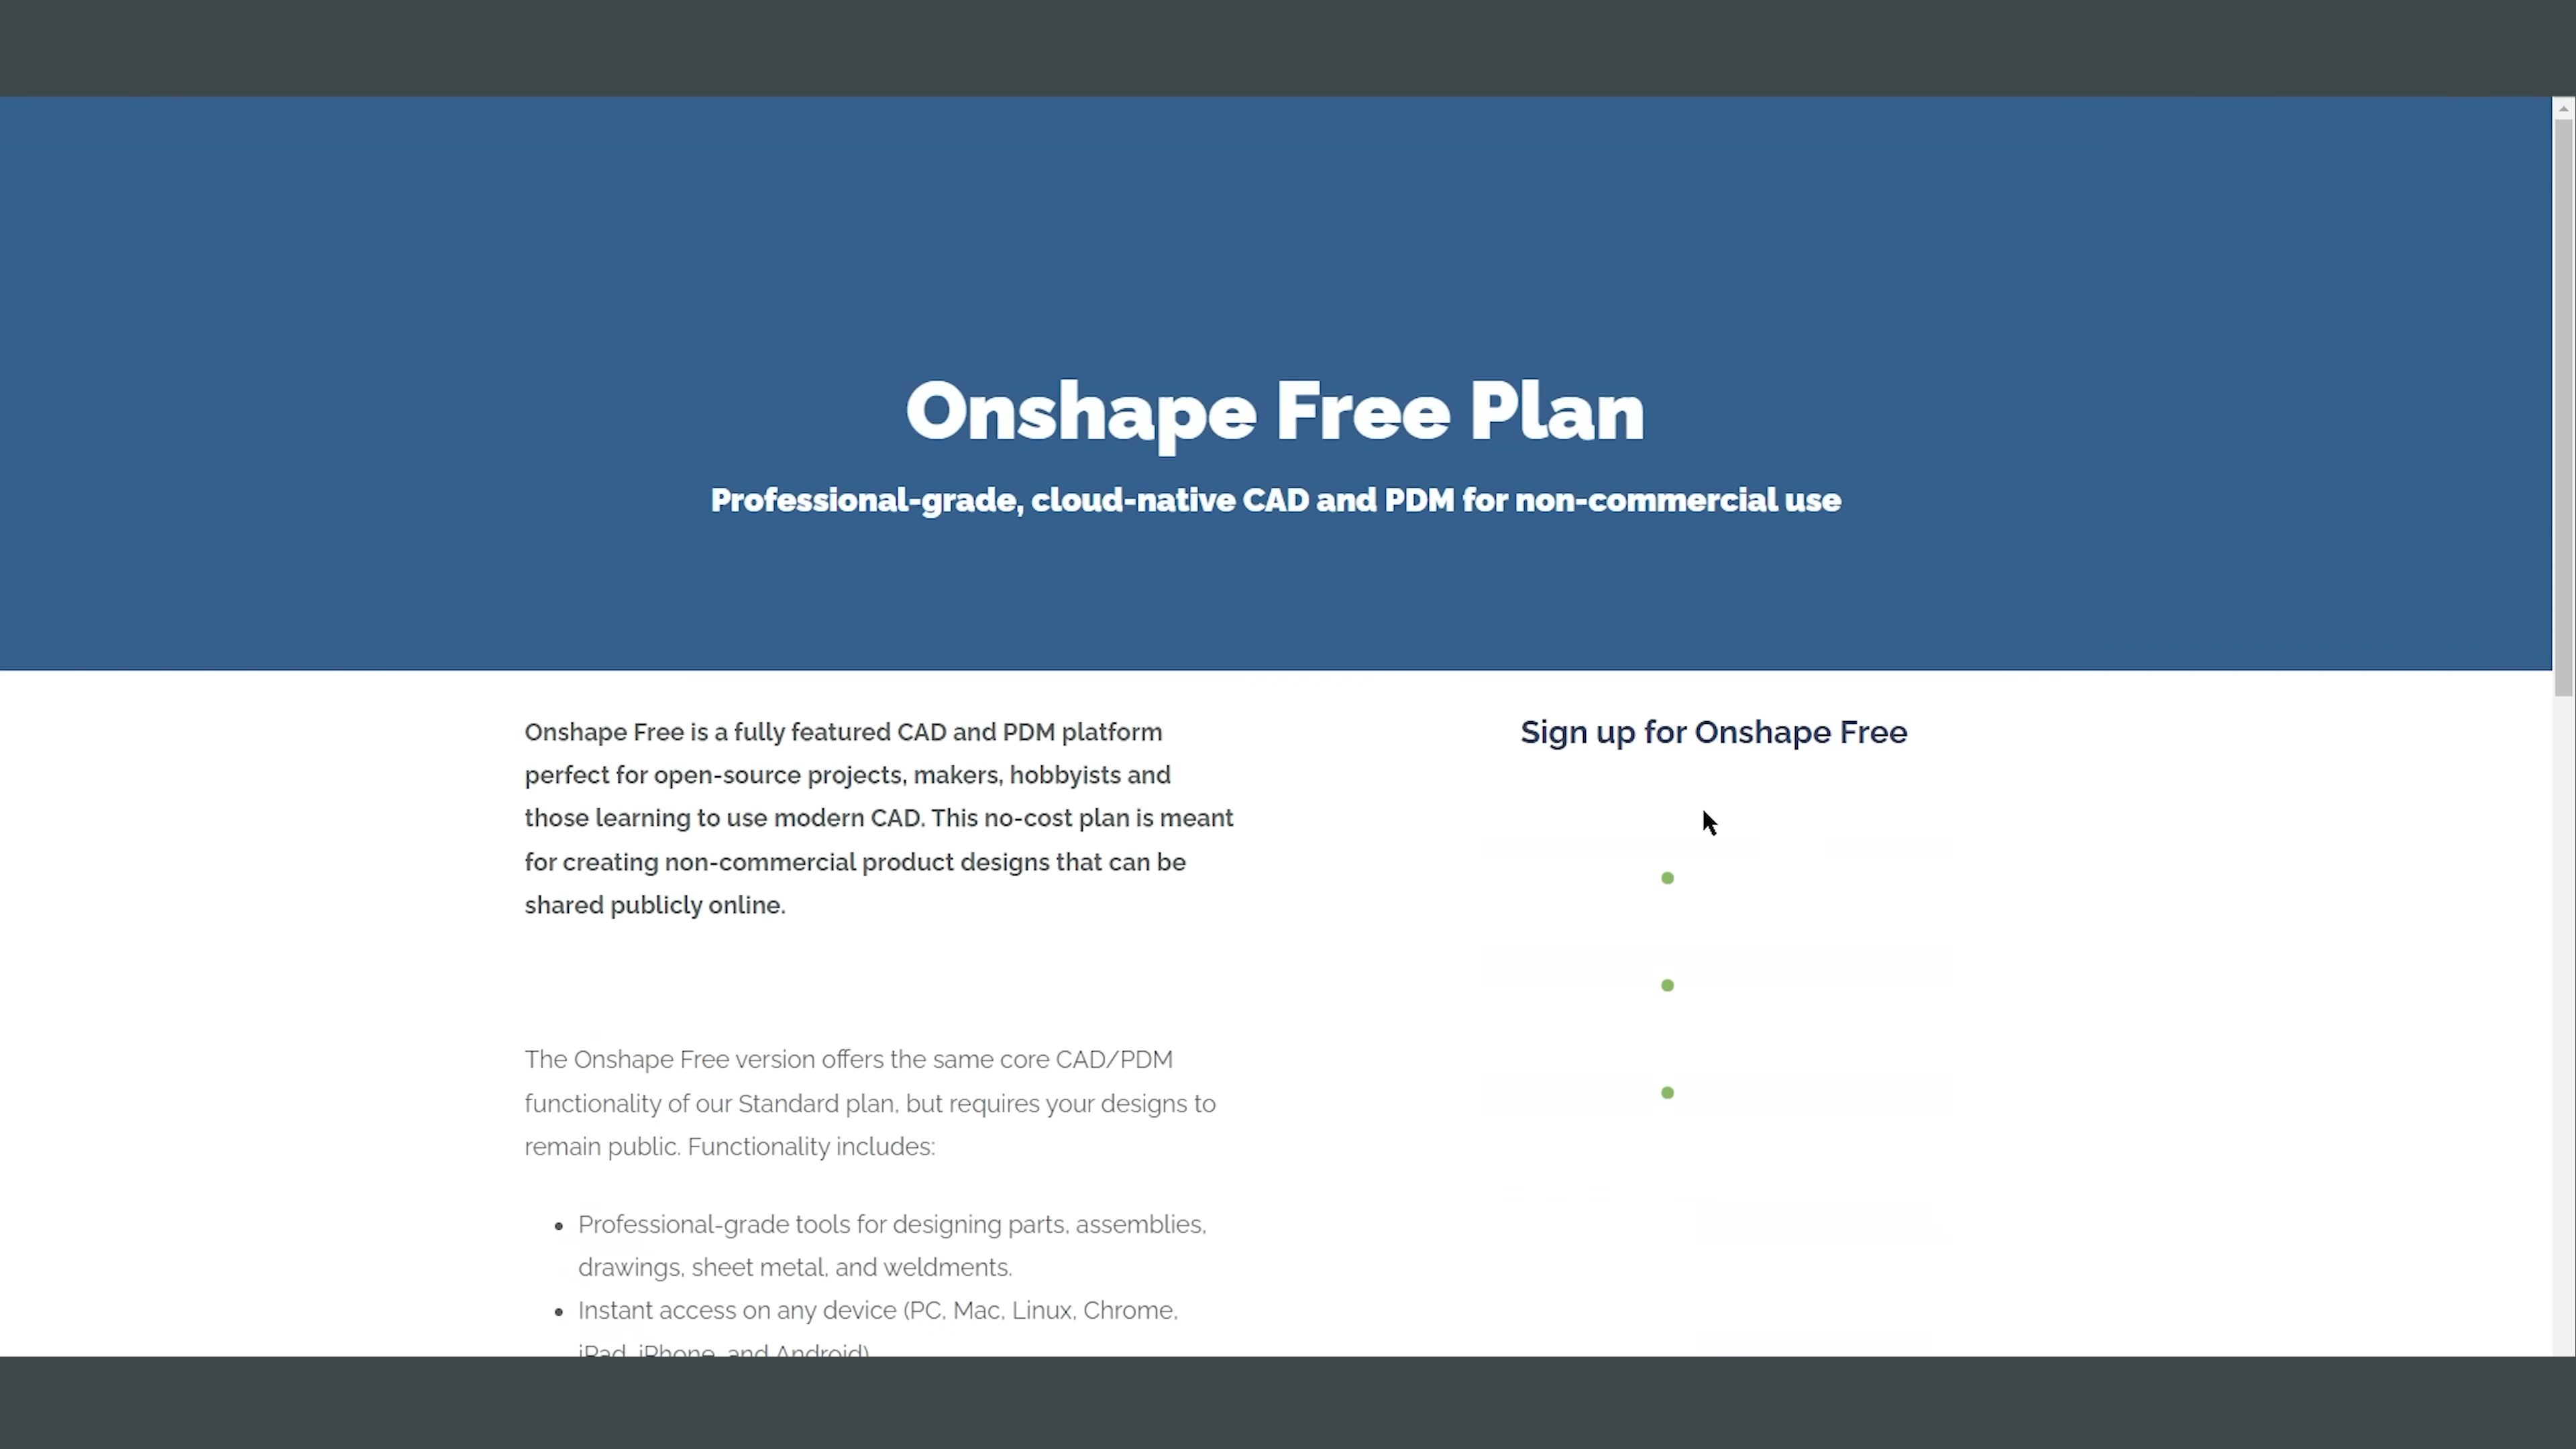 Onshape Free Plan
Professional-grade, cloud-native CAD and PDM for non-commercial use
Onshape Free is a fully featured CAD and PDM platform
perfect for open-source projects, makers, hobbyists and
those learning to use modern CAD. This no-cost plan is meant
for creating non-commercial product designs that can be
shared publicly online.
The Onshape Free version offers the same core CAD/PDM
functionality of our Standard plan, but requires your designs to
remain public. Functionality includes:
• Professional-grade tools for designing parts, assemblies,
drawings, sheet metal, and weldments.
• Instant access on any device (PC, Mac, Linux, Chrome,
iPad, iPhone, and Android)
Sign up for Onshape Free